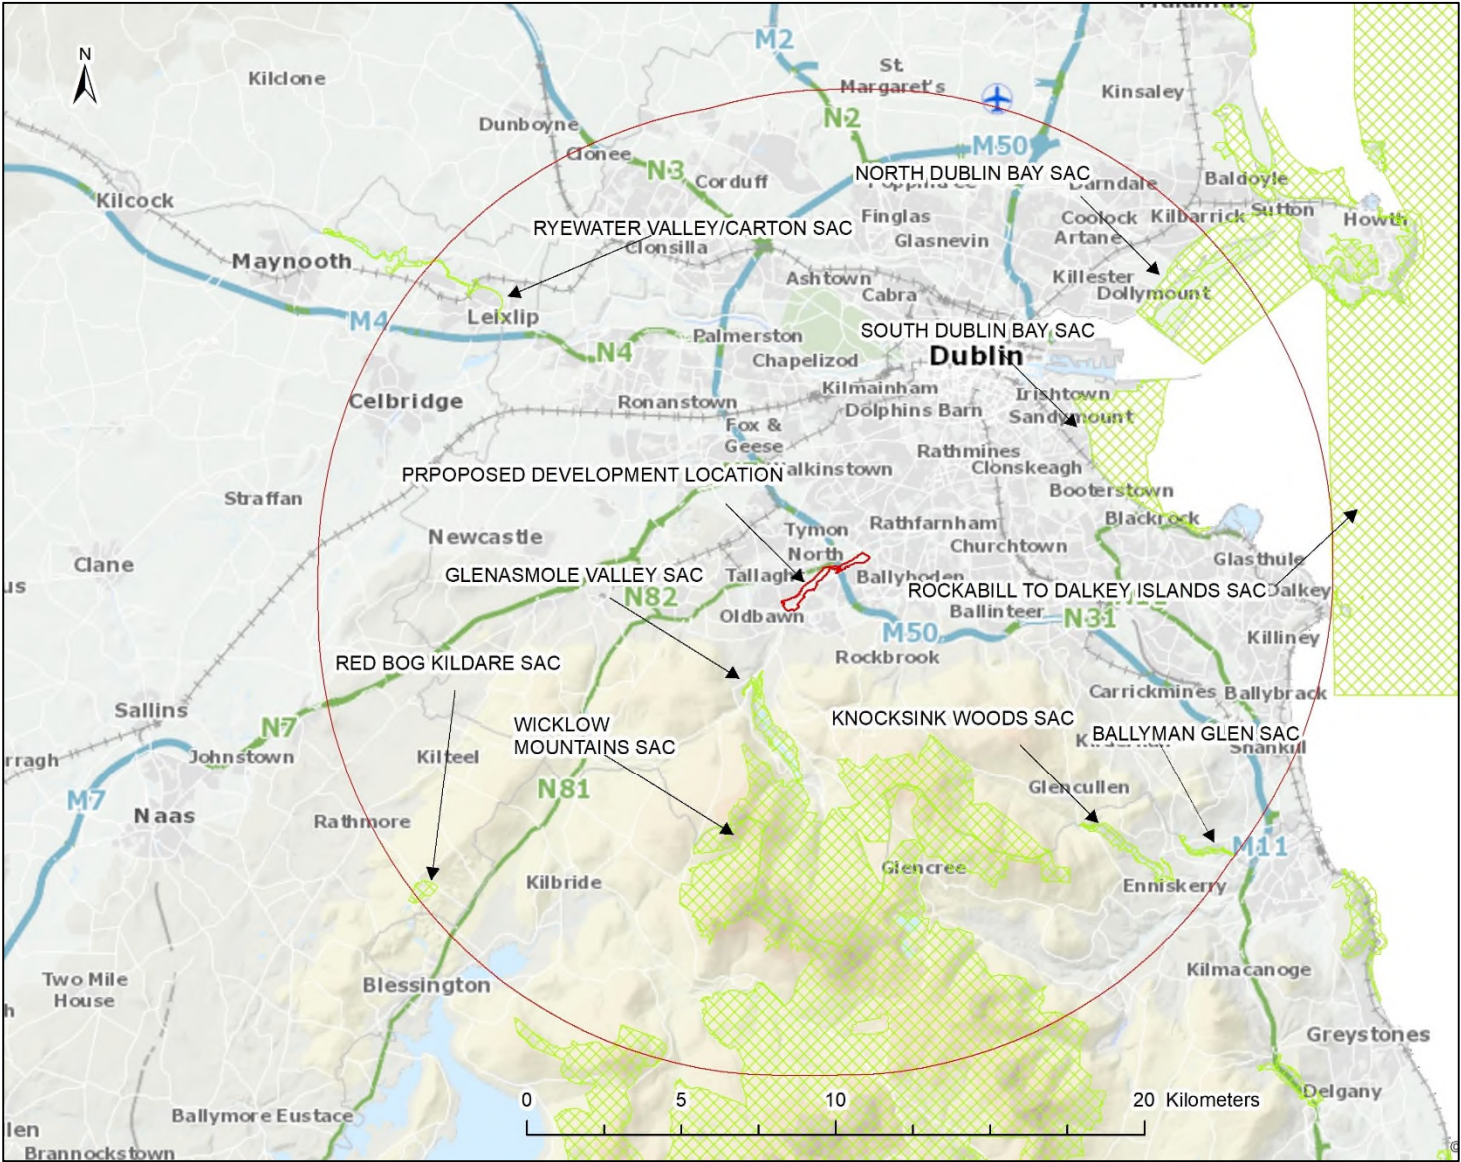 N
M2
St.
Margaret's
Kilclone
Kinsaley
Dunboyne
N2
Clonee
M50
N3
Corduff
NORTH DUBLIN BAY SAC
Darndale
Baldoyle
Kilcock
Finglas
Coolock
Kilbarrick
Sutton
Howth
RYEWATER VALLEY/CARTON SAC
Clonsilla
Glasnevin
Artane
Maynooth
Ashtown
Killester
Cabra
Dollymount
Leixlip
M4
SOUTH DUBLIN BAY SAC
Palmerston
N4
Chapelizod
Dublin
Kilmainham
Irishtown
Celbridge
Ronanstown
Dolphins Barn
Sandymount
Fox &
Geese
Rathmines
PRPOPOSED DEVELOPMENT LOCATION
Walkinstown
Clonskeagh
Straffan
Booterstown
Blackrock
Tymon
North
Rathfarnham
Newcastle
Churchtown
Glasthule
Clane
us
GLENASMOLE VALLEY SAC
Tallagh
Ballyboden
ROCKABILL TO DALKEY ISLANDS SAC
Dalkey
N82
Oldbawn
Ballinteer
N31
M50
Killiney
RED BOG KILDARE SAC
Rockbrook
Carrickmines
Ballybrack
Sallins
N7
WICKLOW
MOUNTAINS SAC
KNOCKSINK WOODS SAC
BALLYMAN GLEN SAC
Shankill
rragh
Johnstown
Kilteel
M7
N81
Glencullen
Naas
Rathmore
M11
Glencree
Kilbride
Enniskerry
Two Mile
House
Blessington
Kilmacanoge
h
Greystones
Delgany
0
5
10
20 Kilometers
Ballymore Eustace
len
Brannockstown
©